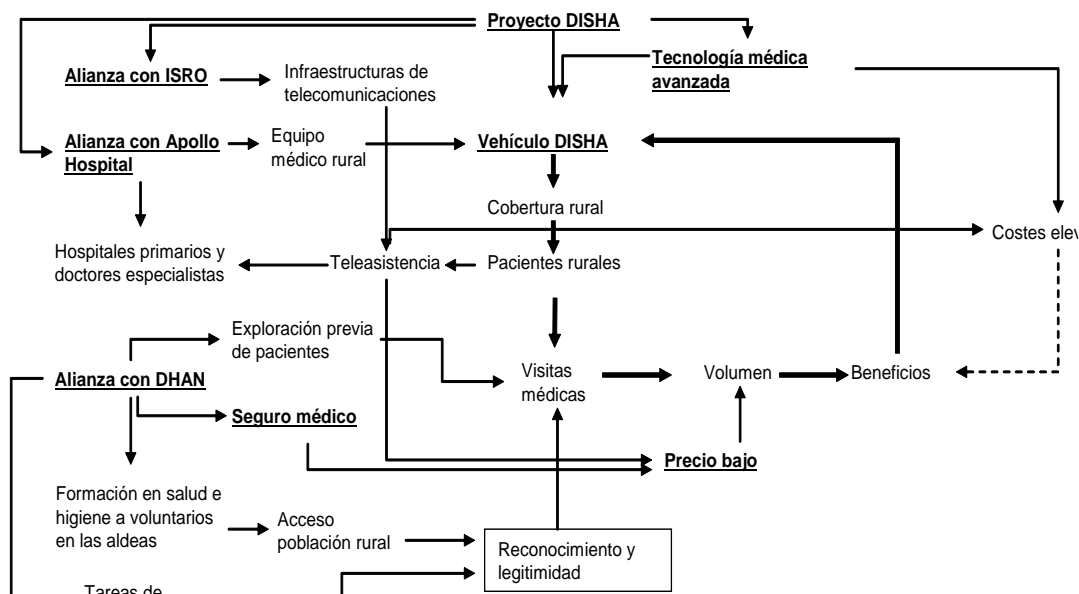 Proyecto DISHA
Tecnología médica
avanzada
Alianza con ISRO
Infraestructuras de
telecomunicaciones
Alianza con Apollo
Hospital
Equipo
médico rural
Vehículo DISHA
Cobertura rural
Costes elev
Hospitales primarios y
doctores especialistas
Teleasistencia
Pacientes rurales
Exploración previa
de pacientes
Alianza con DHAN
Visitas
médicas
Volumen
Beneficios
Seguro médico
Precio bajo
Formación en salud e
higiene a voluntarios
en las aldeas
Acceso
población rural
Reconocimiento y
legitimidad
Tareas de